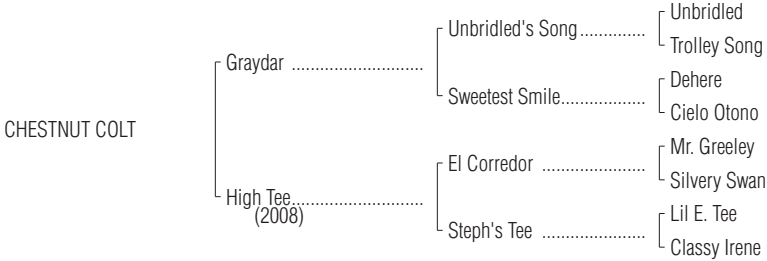 Unbridled
Unbridled's Song..............
Trolley Song
Graydar ............................
Dehere
Sweetest Smile..................
Cielo Otono
CHESTNUT COLT
Mr. Greeley
El Corredor ......................
Silvery Swan
High Tee............................
(2008)
Lil E. Tee
Steph's Tee ......................
Classy Irene